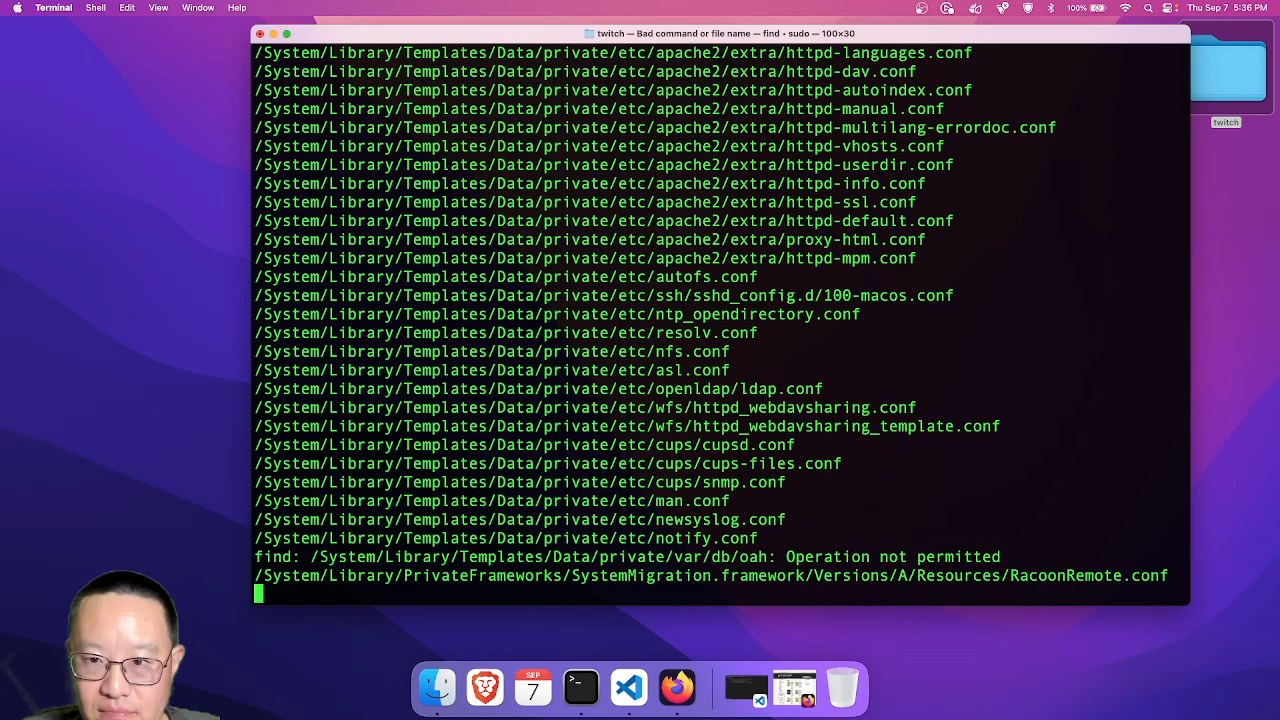 Terminal Shell Edit View Window Help 100% Thu Sep 7 5:36 PM
twitch — Bad command or file name — find • sudo — 100×30
/System/Library/Templates/Data/private/etc/apache2/extra/httpd-languages.conf
/System/Library/Templates/Data/private/etc/apache2/extra/httpd-dav.conf
/System/Library/Templates/Data/private/etc/apache2/extra/httpd-autoindex.conf
/System/Library/Templates/Data/private/etc/apache2/extra/httpd-manual.conf
/System/Library/Templates/Data/private/etc/apache2/extra/httpd-multilang-errordoc.conf
/System/Library/Templates/Data/private/etc/apache2/extra/httpd-vhosts.conf
/System/Library/Templates/Data/private/etc/apache2/extra/httpd-userdir.conf
/System/Library/Templates/Data/private/etc/apache2/extra/httpd-info.conf
/System/Library/Templates/Data/private/etc/apache2/extra/httpd-ssl.conf
/System/Library/Templates/Data/private/etc/apache2/extra/httpd-default.conf
/System/Library/Templates/Data/private/etc/apache2/extra/proxy-html.conf
/System/Library/Templates/Data/private/etc/apache2/extra/httpd-mpm.conf
/System/Library/Templates/Data/private/etc/autofs.conf
/System/Library/Templates/Data/private/etc/ssh/sshd_config.d/100-macos.conf
/System/Library/Templates/Data/private/etc/ntp_opendirectory.conf
/System/Library/Templates/Data/private/etc/resolv.conf
/System/Library/Templates/Data/private/etc/nfs.conf
/System/Library/Templates/Data/private/etc/asl.conf
/System/Library/Templates/Data/private/etc/openldap/ldap.conf
/System/Library/Templates/Data/private/etc/wfs/httpd_webdavsharing.conf
/System/Library/Templates/Data/private/etc/wfs/httpd_webdavsharing_template.conf
/System/Library/Templates/Data/private/etc/cups/cupsd.conf
/System/Library/Templates/Data/private/etc/cups/cups-files.conf
/System/Library/Templates/Data/private/etc/cups/snmp.conf
/System/Library/Templates/Data/private/etc/man.conf
/System/Library/Templates/Data/private/etc/newsyslog.conf
/System/Library/Templates/Data/private/etc/notify.conf
find: /System/Library/Templates/Data/private/var/db/oah: Operation not permitted
/System/Library/PrivateFrameworks/SystemMigration.framework/Versions/A/Resources/RacoonRemote.conf
twitch
SEP
7